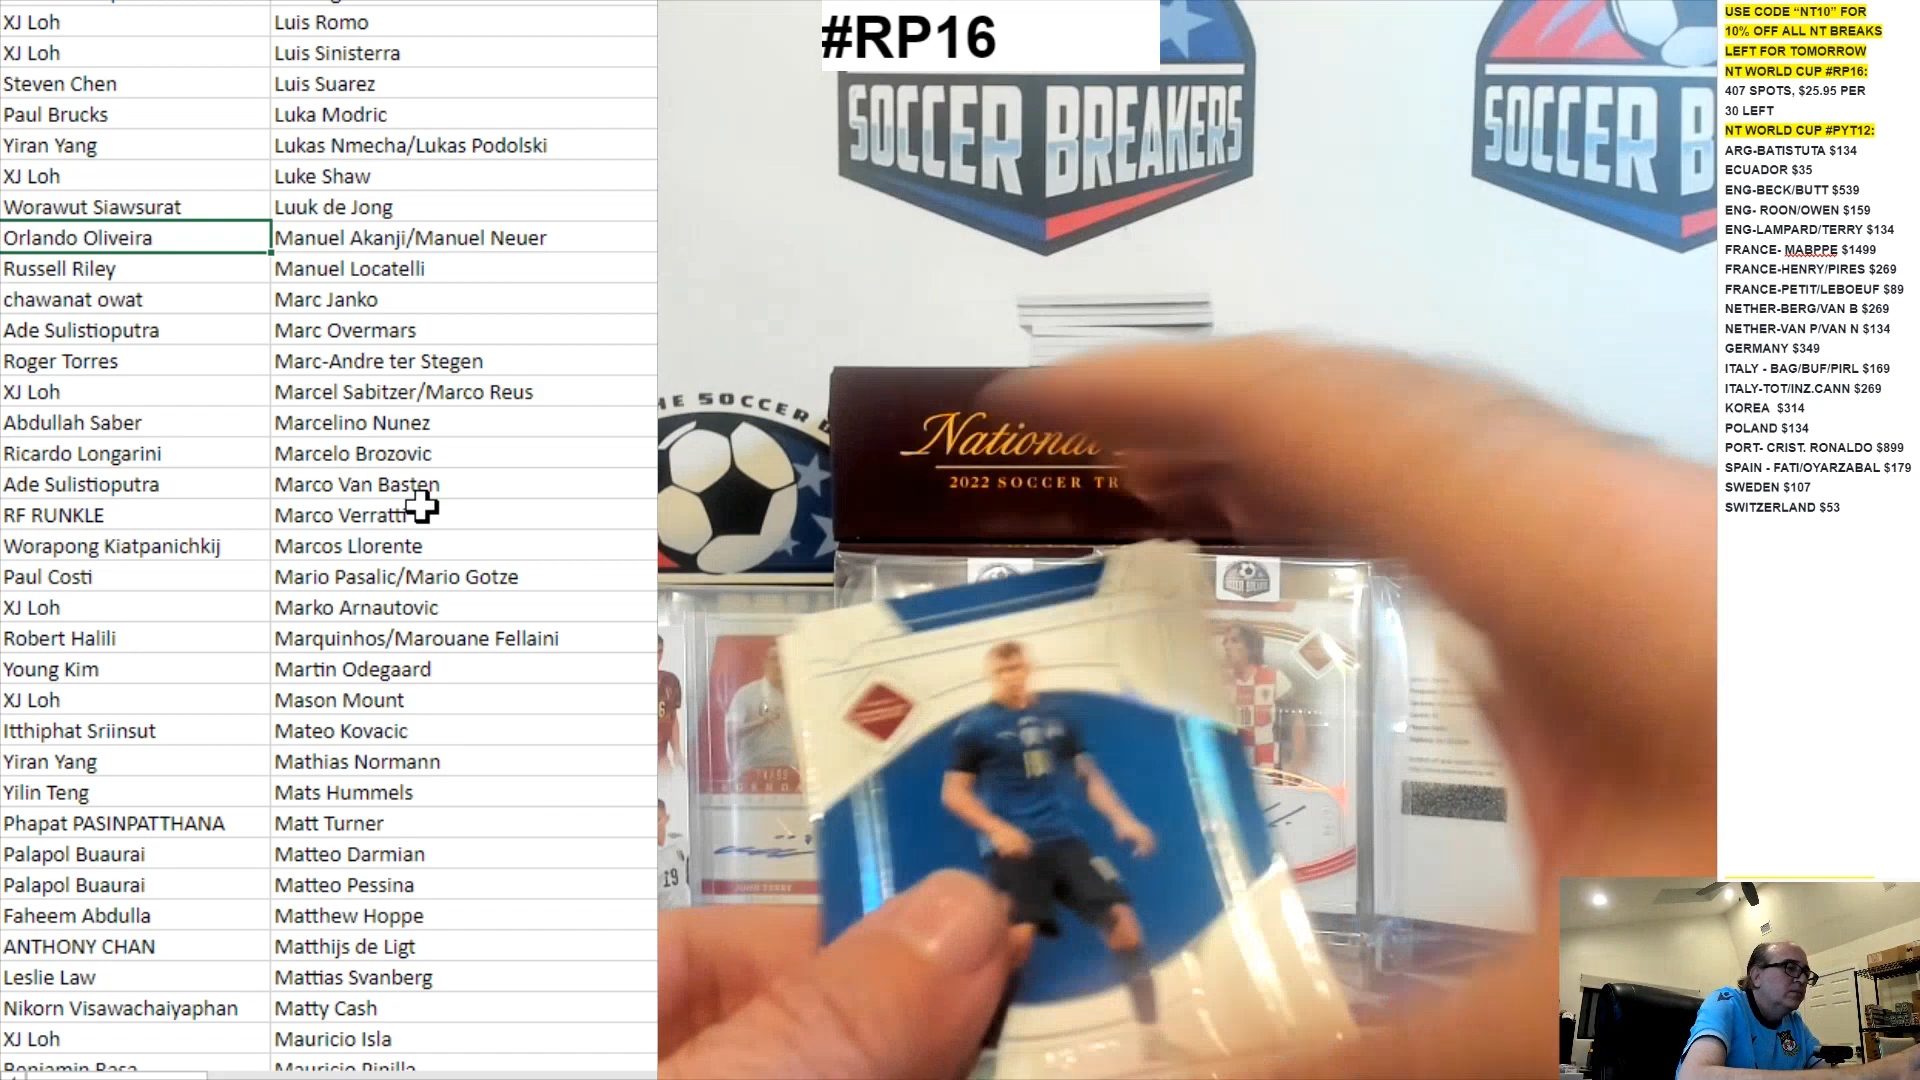 XJ Loh Luis Romo
XJ Loh Luis Sinisterra
Steven Chen Luis Suarez
Paul Brucks Luka Modric
Yiran Yang Lukas Nmecha/Lukas Podolski
XJ Loh Luke Shaw
Worawut Siawsurat Luuk de Jong
Orlando Oliveira Manuel Akanji/Manuel Neuer
Russell Riley Manuel Locatelli
chawanat owat Marc Janko
Ade Sulistioputra Marc Overmars
Roger Torres Marc-Andre ter Stegen
XJ Loh Marcel Sabitzer/Marco Reus
Abdullah Saber Marcelino Nunez
Ricardo Longarini Marcelo Brozovic
Ade Sulistioputra Marco Van Basten
RF RUNKLE Marco Verratti
Worapong Kiatpanichkij Marcos Llorente
Paul Costi Mario Pasalic/Mario Gotze
XJ Loh Marko Arnautovic
Robert Halili Marquinhos/Marouane Fellaini
Young Kim Martin Odegaard
XJ Loh Mason Mount
Itthiphat Sriinsut Mateo Kovacic
Yiran Yang Mathias Normann
Yilin Teng Mats Hummels
Phapat PASINPATTHANA Matt Turner
Palapol Buaurai Matteo Darmian
Palapol Buaurai Matteo Pessina
Faheem Abdulla Matthew Hoppe
ANTHONY CHAN Matthijs de Ligt
Leslie Law Mattias Svanberg
Nikorn Visawachaiyaphan Matty Cash
XJ Loh Mauricio Isla
Benjamin Rasa Mauricio Pinilla
#RP16
SOCCER BREAKERS
SOCCER B
HE SOCCER
National
2022 SOCCER TR
10
19
USE CODE “NT10” FOR
10% OFF ALL NT BREAKS
LEFT FOR TOMORROW
NT WORLD CUP #RP16:
407 SPOTS, $25.95 PER
30 LEFT
NT WORLD CUP #PYT12:
ARG-BATISTUTA $134
ECUADOR $35
ENG-BECK/BUTT $539
ENG- ROON/OWEN $159
ENG-LAMPARD/TERRY $134
FRANCE- MABPPE $1499
FRANCE-HENRY/PIRES $269
FRANCE-PETIT/LEBOEUF $89
NETHER-BERG/VAN B $269
NETHER-VAN P/VAN N $134
GERMANY $349
ITALY - BAG/BUF/PIRL $169
ITALY-TOT/INZ.CANN $269
KOREA $314
POLAND $134
PORT- CRIST. RONALDO $899
SPAIN - FATI/OYARZABAL $179
SWEDEN $107
SWITZERLAND $53